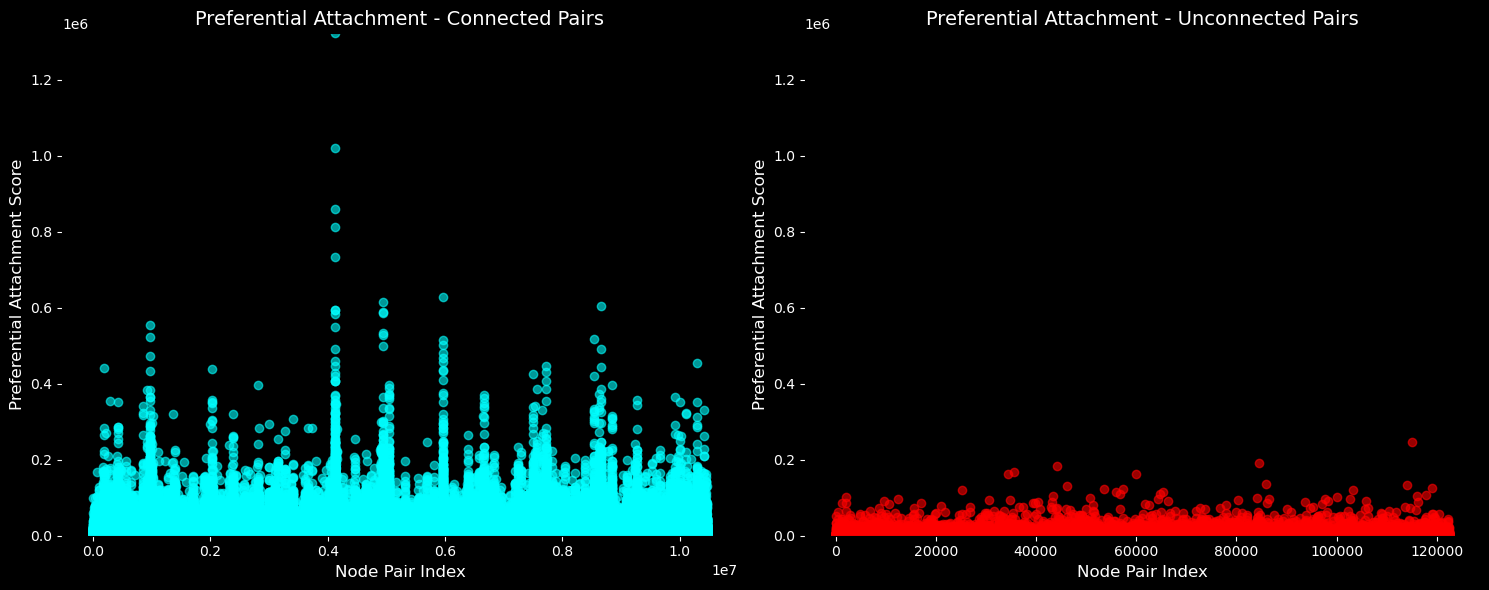 Preferential Attachment - Connected Pairs
1e6
Preferential Attachment Score
1.2
1.0
0.8
0.6
0.4
0.2
0.0
0.0 0.2 0.4 0.6 0.8 1.0
1e7
Node Pair Index
Preferential Attachment - Unconnected Pairs
1e6
Preferential Attachment Score
1.2
1.0
0.8
0.6
0.4
0.2
0.0
0 20000 40000 60000 80000 100000 120000
Node Pair Index